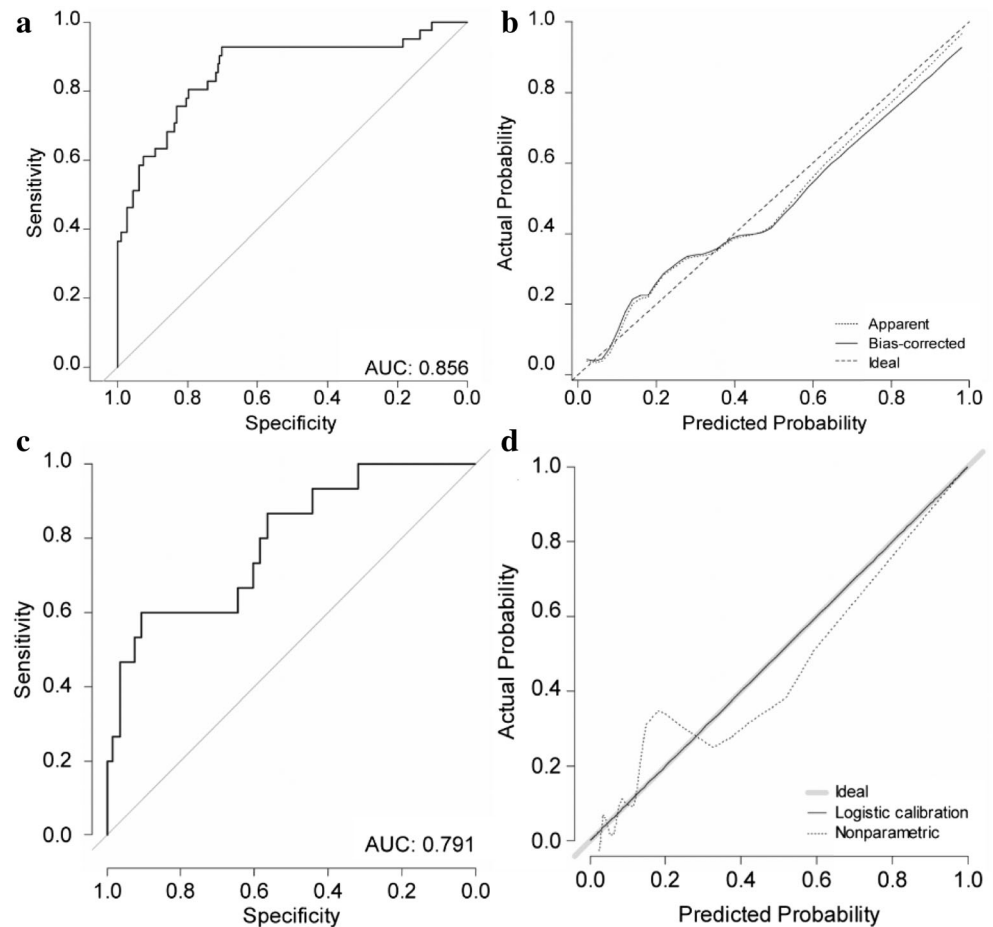 a
1.0
0.8
0.6
0.4
0.2
0.0
Sensitivity
AUC: 0.856
1.0 0.8 0.6 0.4 0.2 0.0
Specificity
b
1.0
0.8
0.6
0.4
0.2
0.0
Actual Probability
Apparent
Bias-corrected
Ideal
0.0 0.2 0.4 0.6 0.8 1.0
Predicted Probability
c
1.0
0.8
0.6
0.4
0.2
0.0
Sensitivity
AUC: 0.791
1.0 0.8 0.6 0.4 0.2 0.0
Specificity
d
1.0
0.8
0.6
0.4
0.2
0.0
Actual Probability
Ideal
Logistic calibration
Nonparametric
0.0 0.2 0.4 0.6 0.8 1.0
Predicted Probability